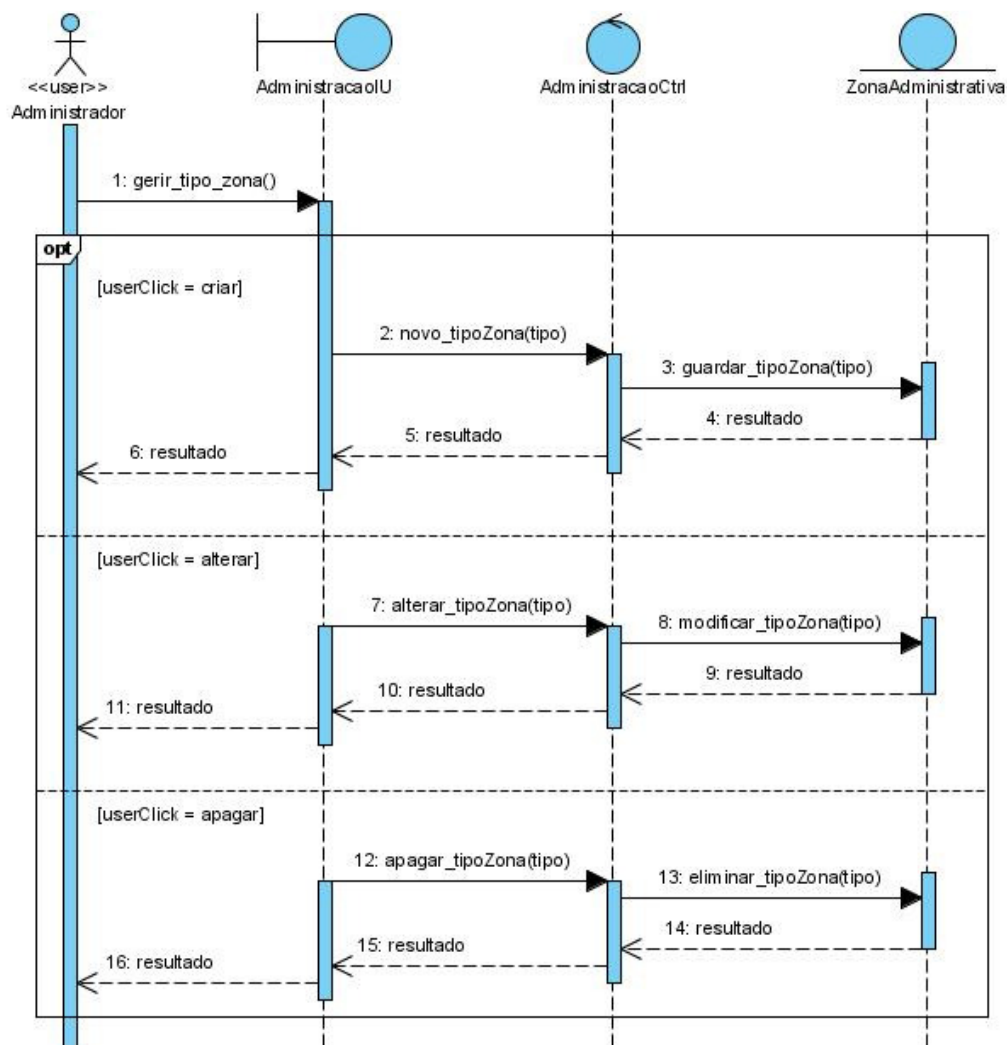 <<user>>
Administrador
AdministracaoIU
AdministracaoCtrl
ZonaAdministrativa
1: gerir_tipo_zona()
opt
[userClick = criar]
2: novo_tipoZona(tipo)
3: guardar_tipoZona(tipo)
4: resultado
5: resultado
6: resultado
[userClick = alterar]
7: alterar_tipoZona(tipo)
8: modificar_tipoZona(tipo)
9: resultado
10: resultado
11: resultado
[userClick = apagar]
12: apagar_tipoZona(tipo)
13: eliminar_tipoZona(tipo)
14: resultado
15: resultado
16: resultado